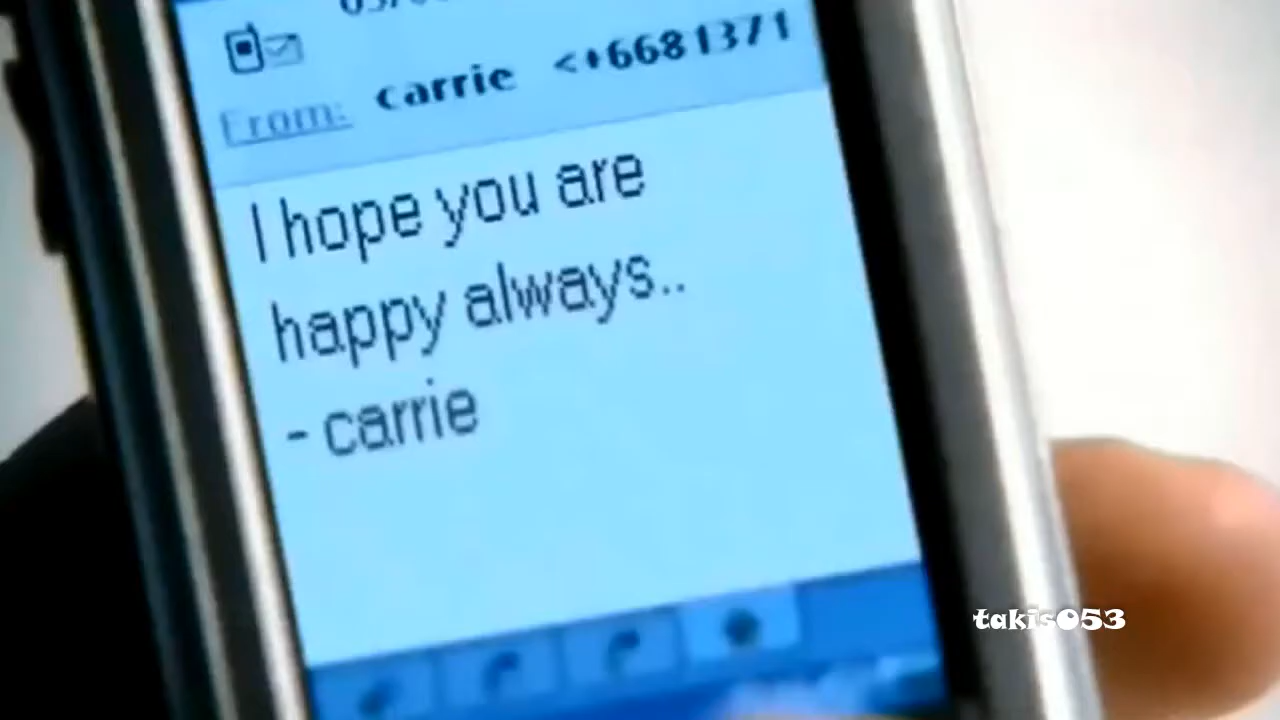 From: carrie <+6681371
I hope you are
happy always..
- carrie
takis053